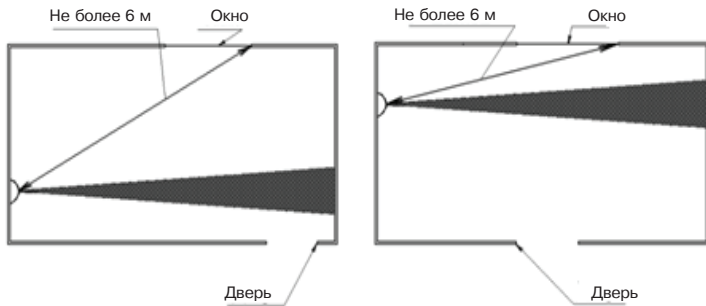 Не более 6 м
Окно
Дверь
Не более 6 м
Окно
Дверь